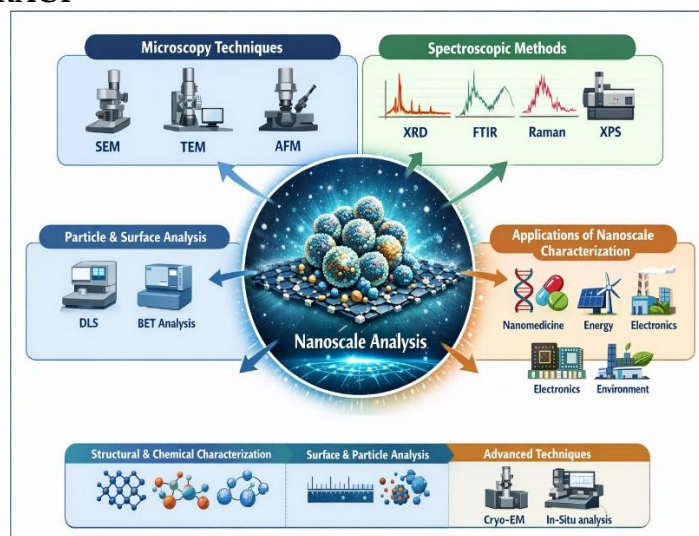 Microscopy Techniques
SEM
TEM
AFM
Spectroscopic Methods
XRD
FTIR
Raman
XPS
Particle & Surface Analysis
DLS
BET Analysis
Nanoscale Analysis
Applications of Nanoscale
Characterization
Nanomedicine
Energy
Electronics
Electronics
Environment
Structural & Chemical Characterization
Surface & Particle Analysis
Advanced Techniques
Cryo-EM
In-Situ analysis